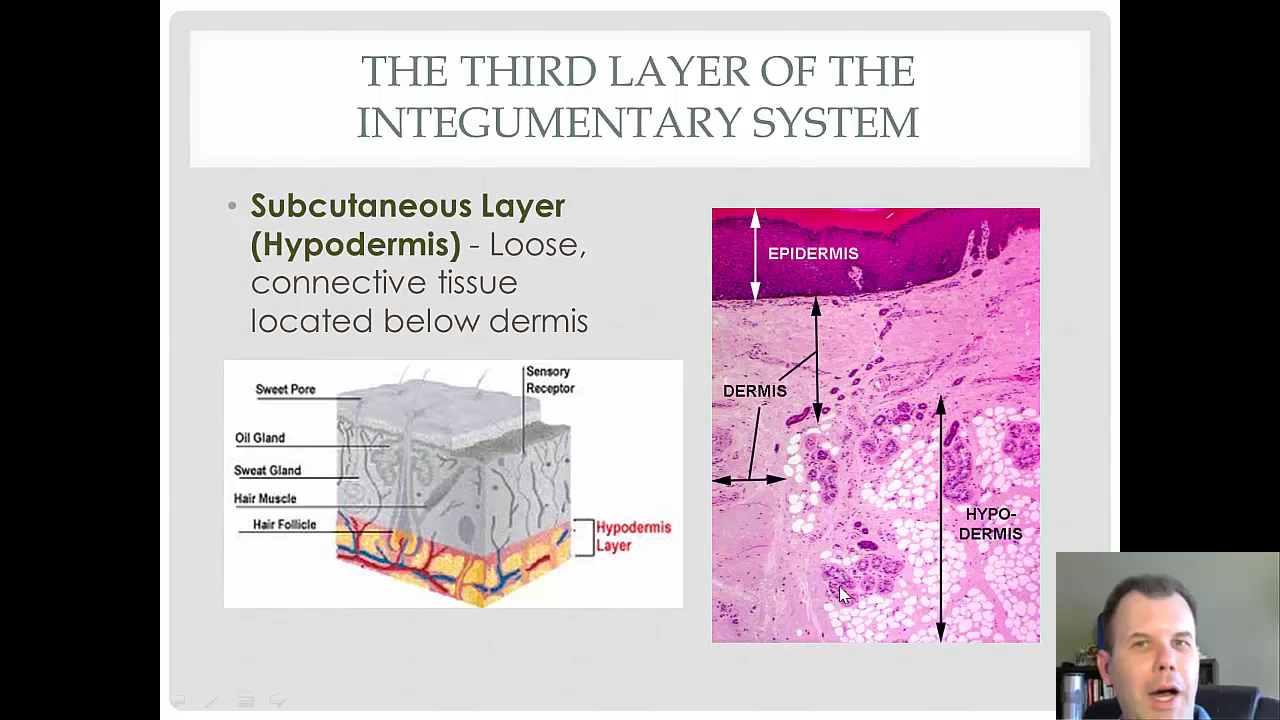 THE THIRD LAYER OF THE
INTEGUMENTARY SYSTEM
• Subcutaneous Layer
(Hypodermis) - Loose,
connective tissue
located below dermis
Sweet Pore
Oil Gland
Sweat Gland
Hair Muscle
Hair Follicle
Sensory
Receptor
Hypodermis
Layer
EPIDERMIS
DERMIS
HYPO-
DERMIS